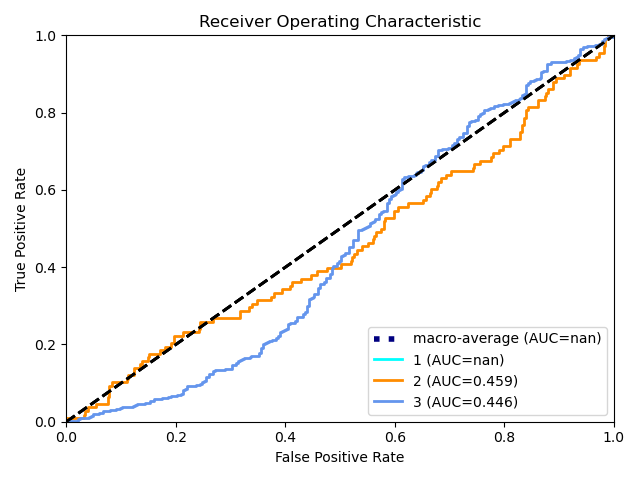 Receiver Operating Characteristic
1.0
0.8
0.6
0.4
0.2
0.0
True Positive Rate
macro-average (AUC=nan)
1 (AUC=nan)
2 (AUC=0.459)
3 (AUC=0.446)
0.0 0.2 0.4 0.6 0.8 1.0
False Positive Rate